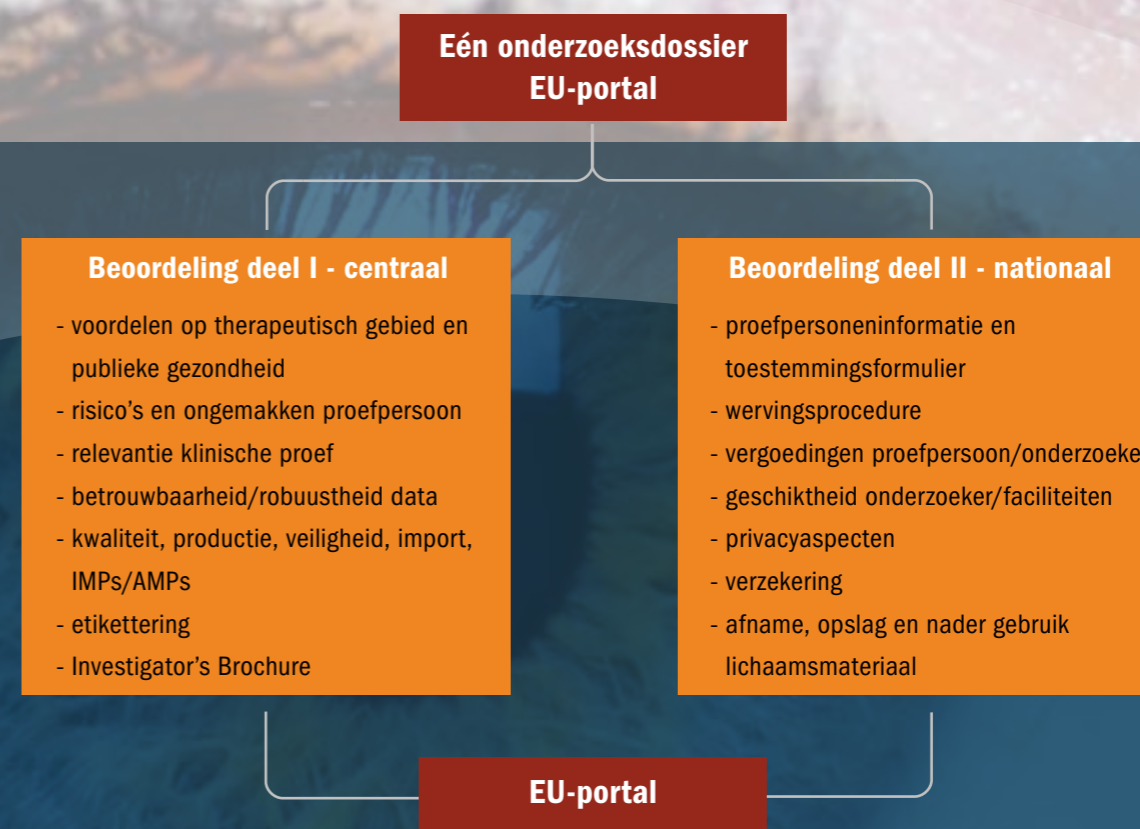 Eén onderzoeksdossier
EU-portal
Beoordeling deel I - centraal
- voordelen op therapeutisch gebied en
publieke gezondheid
- risico's en ongemakken proefpersoon
- relevantie klinische proef
- betrouwbaarheid/robuustheid data
- kwaliteit, productie, veiligheid, import,
IMPs/AMPs
- etikettering
- Investigator's Brochure
Beoordeling deel II - nationaal
- proefpersoneninformatie en
toestemmingsformulier
- wervingsprocedure
- vergoedingen proefpersoon/onderzoeke
- geschiktheid onderzoeker/faciliteiten
- privacyaspecten
- verzekering
- afname, opslag en nader gebruik
lichaamsmateriaal
EU-portal